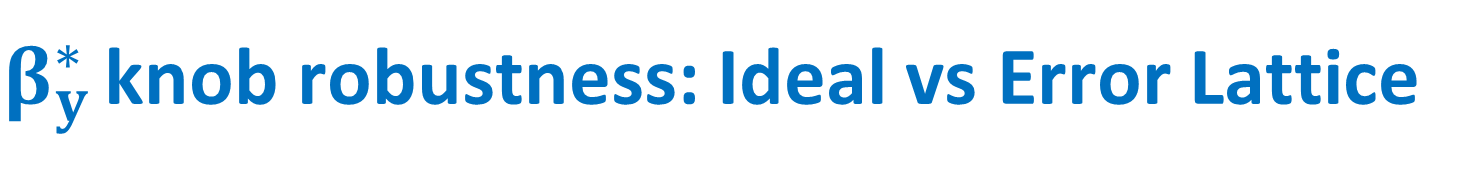 β*y knob robustness: Ideal vs Error Lattice